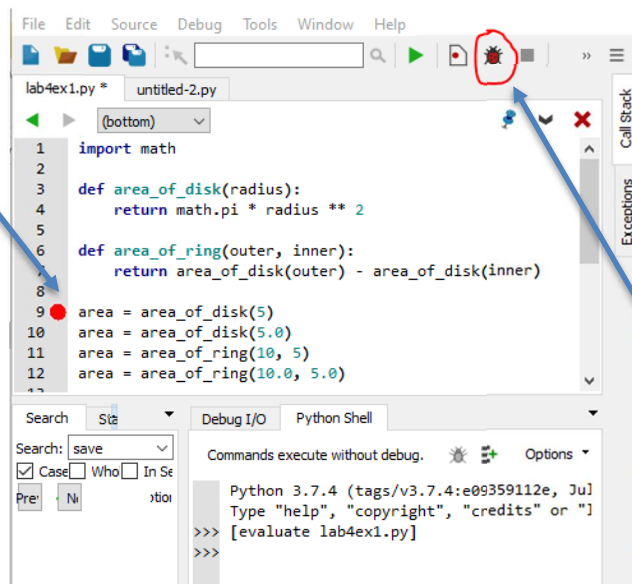 File Edit Source Debug Tools Window Help
lab4ex1.py * untitled-2.py
(bottom)
Call Stack
Exceptions
1 import math
2
3 def area_of_disk(radius):
4 return math.pi * radius ** 2
5
6 def area_of_ring(outer, inner):
return area_of_disk(outer) - area_of_disk(inner)
8
9 area = area_of_disk(5)
10 area = area_of_disk(5.0)
11 area = area_of_ring(10, 5)
12 area = area_of_ring(10.0, 5.0)
Search
Search: save
Case Who In Se
Pre N
Debug I/O Python Shell
Commands execute without debug. Options
Python 3.7.4 (tags/v3.7.4:e09359112e, Jul
Type "help", "copyright", "credits" or "
>>> [evaluate lab4ex1.py]
>>>